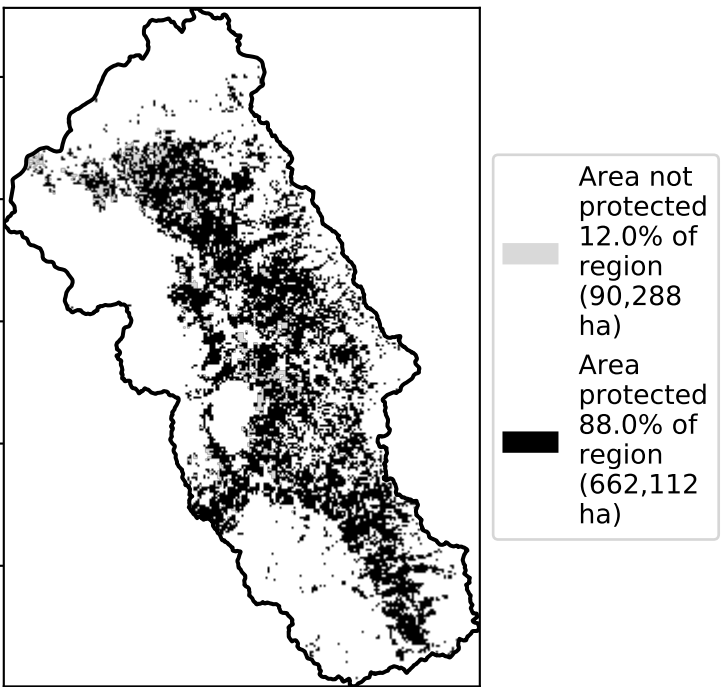 Area not
protected
12.0% of
region
(90,288
ha)
Area
protected
88.0% of
region
(662,112
ha)